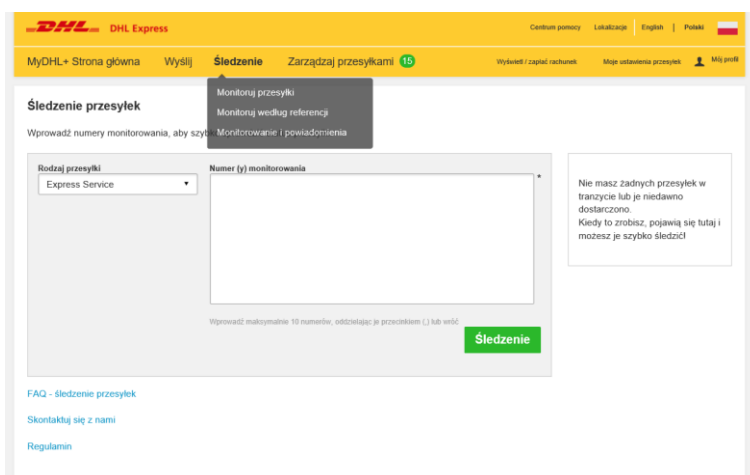 DHL DHL Express
Centrum pomocy Lokalizacje English | Polski
MyDHL+ Strona główna Wyślij Śledzenie Zarządzaj przesyłkami 15 Wyświetl / zapłać rachunek Moje ustawienia przesyłek Mój profil
Monitoruj przesyłki
Monitoruj według referencji
Monitorowanie i powiadomienia
Śledzenie przesyłek
Wprowadź numery monitorowania, aby
Rodzaj przesyłki
Express Service
Numer (y) monitorowania
*
Wprowadź maksymalnie 10 numerów, oddzielając je przecinkiem (,) lub wróć
Śledzenie
Nie masz żadnych przesyłek w
tranzycie lub je niedawno
dostarczono.
Kiedy to zrobisz, pojawią się tutaj i
możesz je szybko śledzić!
FAQ - śledzenie przesyłek
Skontaktuj się z nami
Regulamin